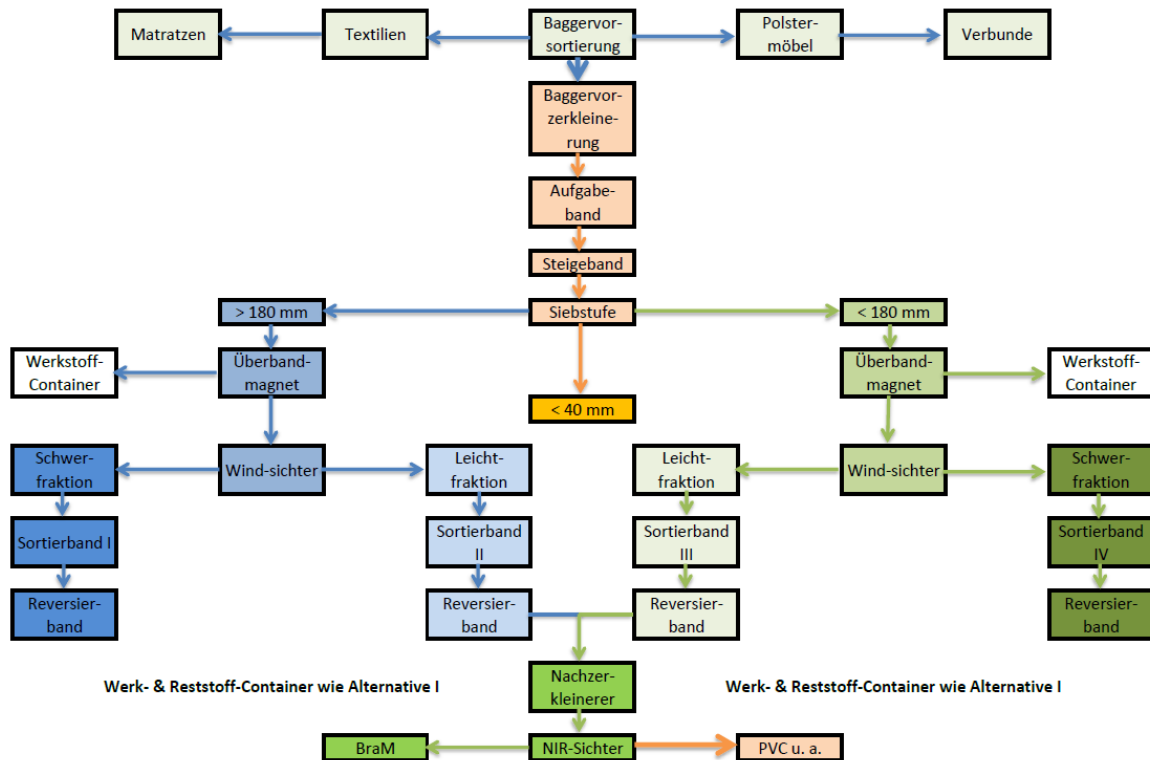 Matratzen
Textilien
Baggervor-
sortierung
Polster-
möbel
Verbunde
Baggervor-
zerkleine-
rung
Aufgabe-
band
Steigeband
> 180 mm
Siebstufe
< 180 mm
Werkstoff-
Container
Überband-
magnet
Überband-
magnet
Werkstoff-
Container
< 40 mm
Schwer-
fraktion
Wind-sichter
Leicht-
fraktion
Leicht-
fraktion
Wind-sichter
Schwer-
fraktion
Sortierband I
Sortierband
II
Sortierband
III
Sortierband
IV
Reversier-
band
Reversier-
band
Reversier-
band
Reversier-
band
Werk- & Reststoff-Container wie Alternative I
Nachzer-
kleinerer
Werk- & Reststoff-Container wie Alternative I
BraM
NIR-Sichter
PVC u. a.